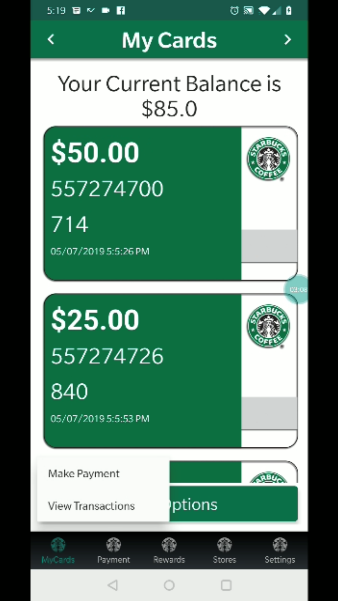 5:19
My Cards
Your Current Balance is
$85.0
$50.00
557274700
714
05/07/2019 5:5:26 PM
STARBUCKS
COFFEE
$25.00
557274726
840
05/07/2019 5:5:53 PM
STARBUCKS
COFFEE
Make Payment
View Transactions
ptions
MyCards
Payment
Rewards
Stores
Settings